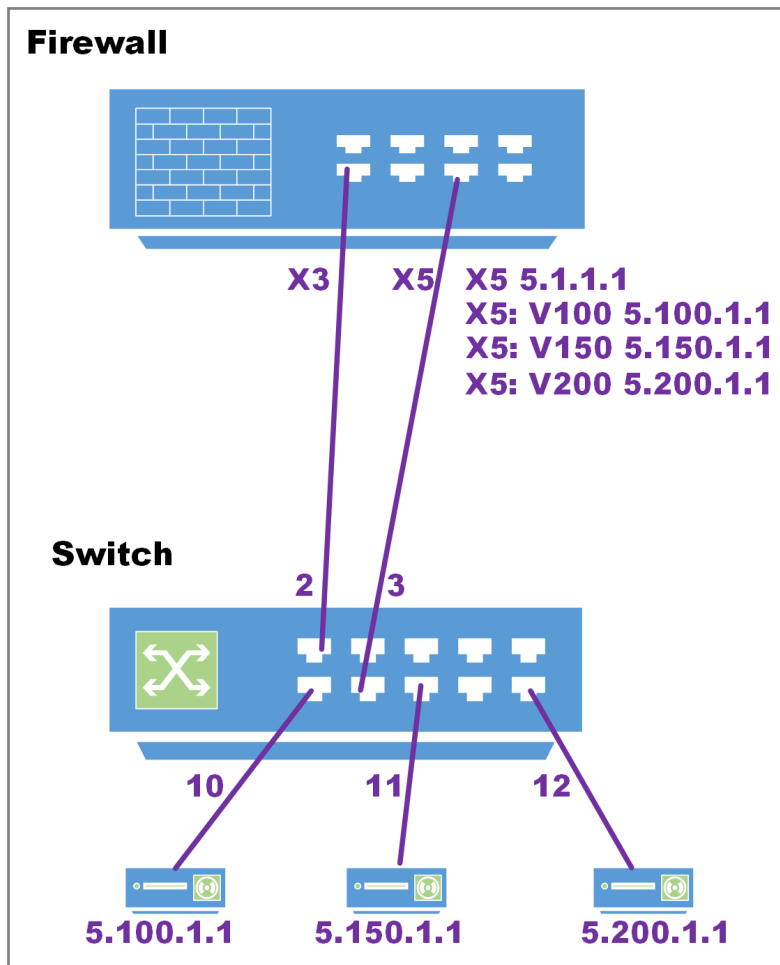 Firewall
X3
X5
X5 5.1.1.1
X5: V100 5.100.1.1
X5: V150 5.150.1.1
X5: V200 5.200.1.1
Switch
2
3
10
11
12
5.100.1.1
5.150.1.1
5.200.1.1